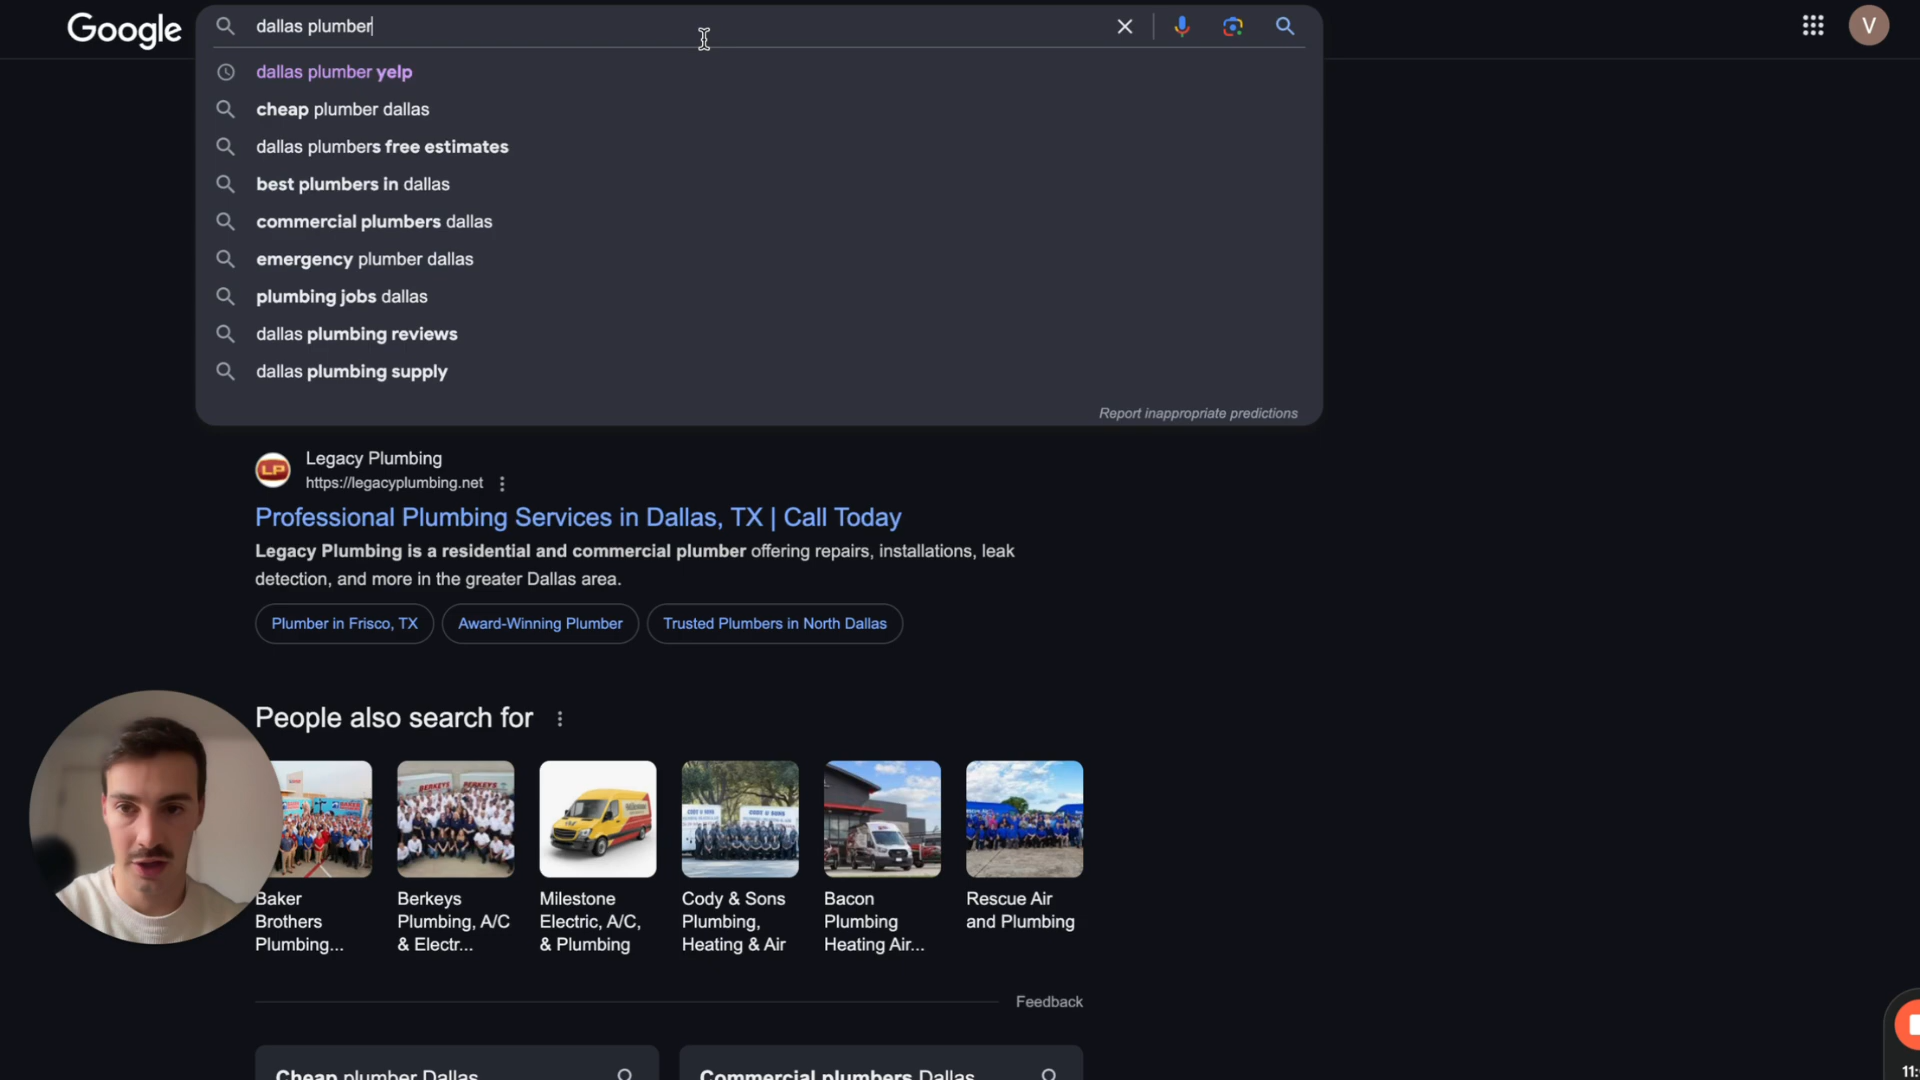 Google
dallas plumber
V
dallas plumber yelp
cheap plumber dallas
dallas plumbers free estimates
best plumbers in dallas
commercial plumbers dallas
emergency plumber dallas
plumbing jobs dallas
dallas plumbing reviews
dallas plumbing supply
Report inappropriate predictions
LP
Legacy Plumbing
https://legacyplumbing.net
Professional Plumbing Services in Dallas, TX | Call Today
Legacy Plumbing is a residential and commercial plumber offering repairs, installations, leak
detection, and more in the greater Dallas area.
Plumber in Frisco, TX
Award-Winning Plumber
Trusted Plumbers in North Dallas
People also search for
BERKEYS
BERKEYS
Baker
Brothers
Plumbing...
Berkeys
Plumbing, A/C
& Electr...
Milestone
Electric, A/C,
& Plumbing
Cody & Sons
Plumbing,
Heating & Air
Bacon
Plumbing
Heating Air...
Rescue Air
and Plumbing
Feedback
Cheap plumber Dallas
Commercial plumbers Dallas
11: